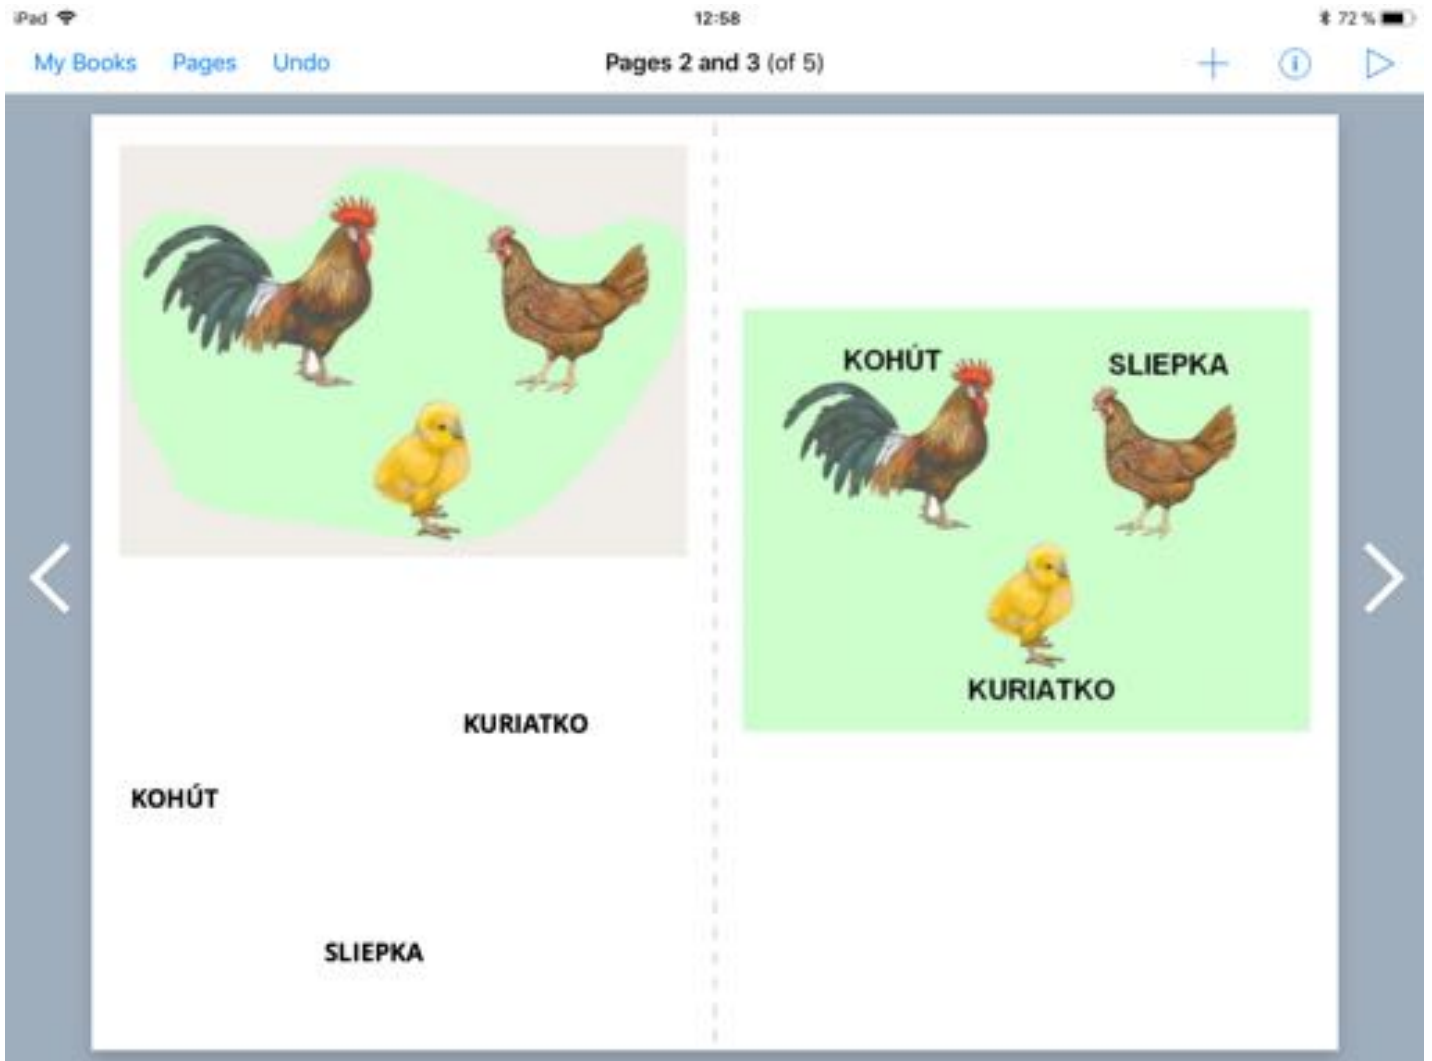 iPad 12:58 72 %
My Books Pages Undo Pages 2 and 3 (of 5)
KURIATKO
KOHÚT
SLIEPKA
KOHÚT SLIEPKA
KURIATKO